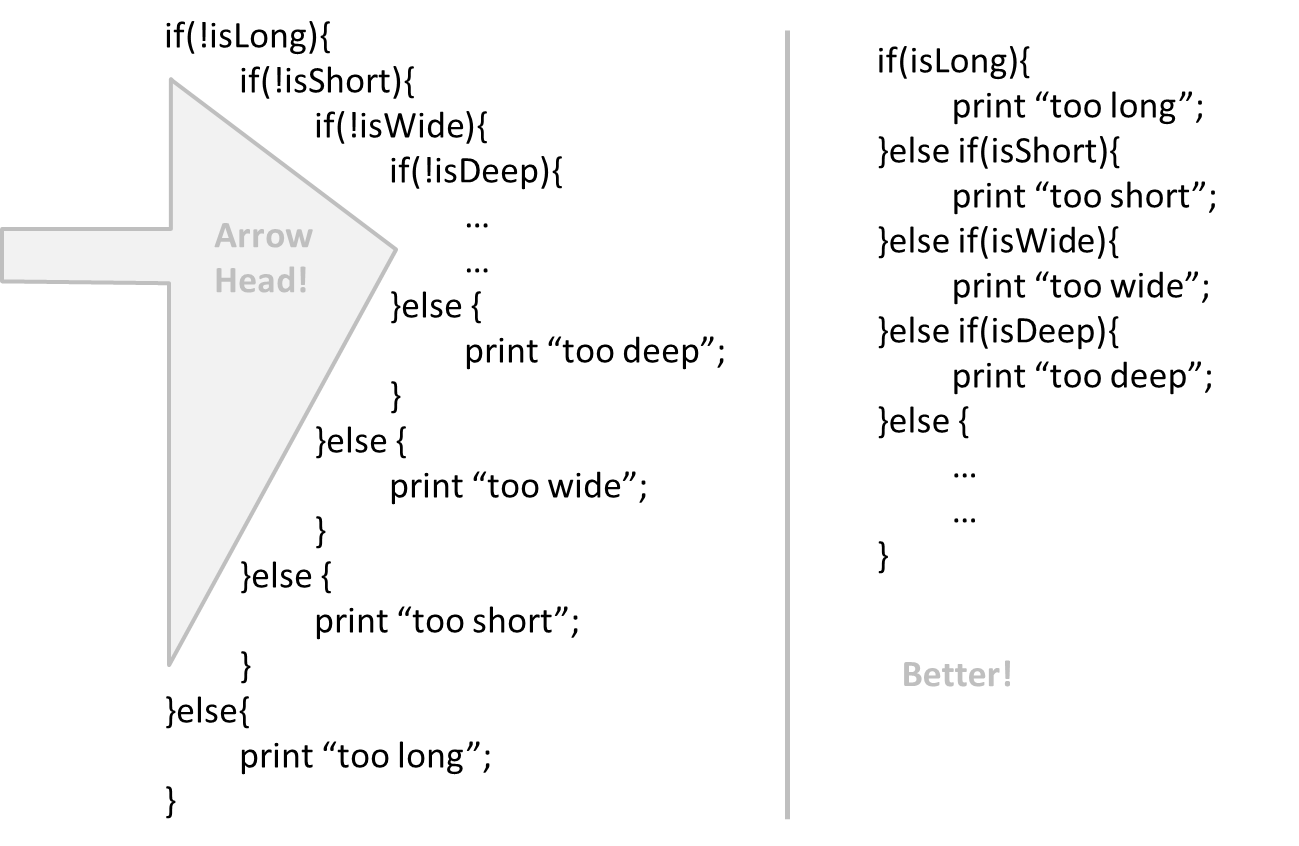 if(!isLong){
if(!isShort){
if(!isWide){
if(!isDeep){
...
...
}else {
print “too deep”;
}
}else {
print “too wide”;
}
}else {
print “too short”;
}
}else{
print “too long”;
}
Arrow
Head!
if(isLong){
print “too long”;
}else if(isShort){
print “too short”;
}else if(isWide){
print “too wide”;
}else if(isDeep){
print “too deep”;
}else {
...
...
}
Better!